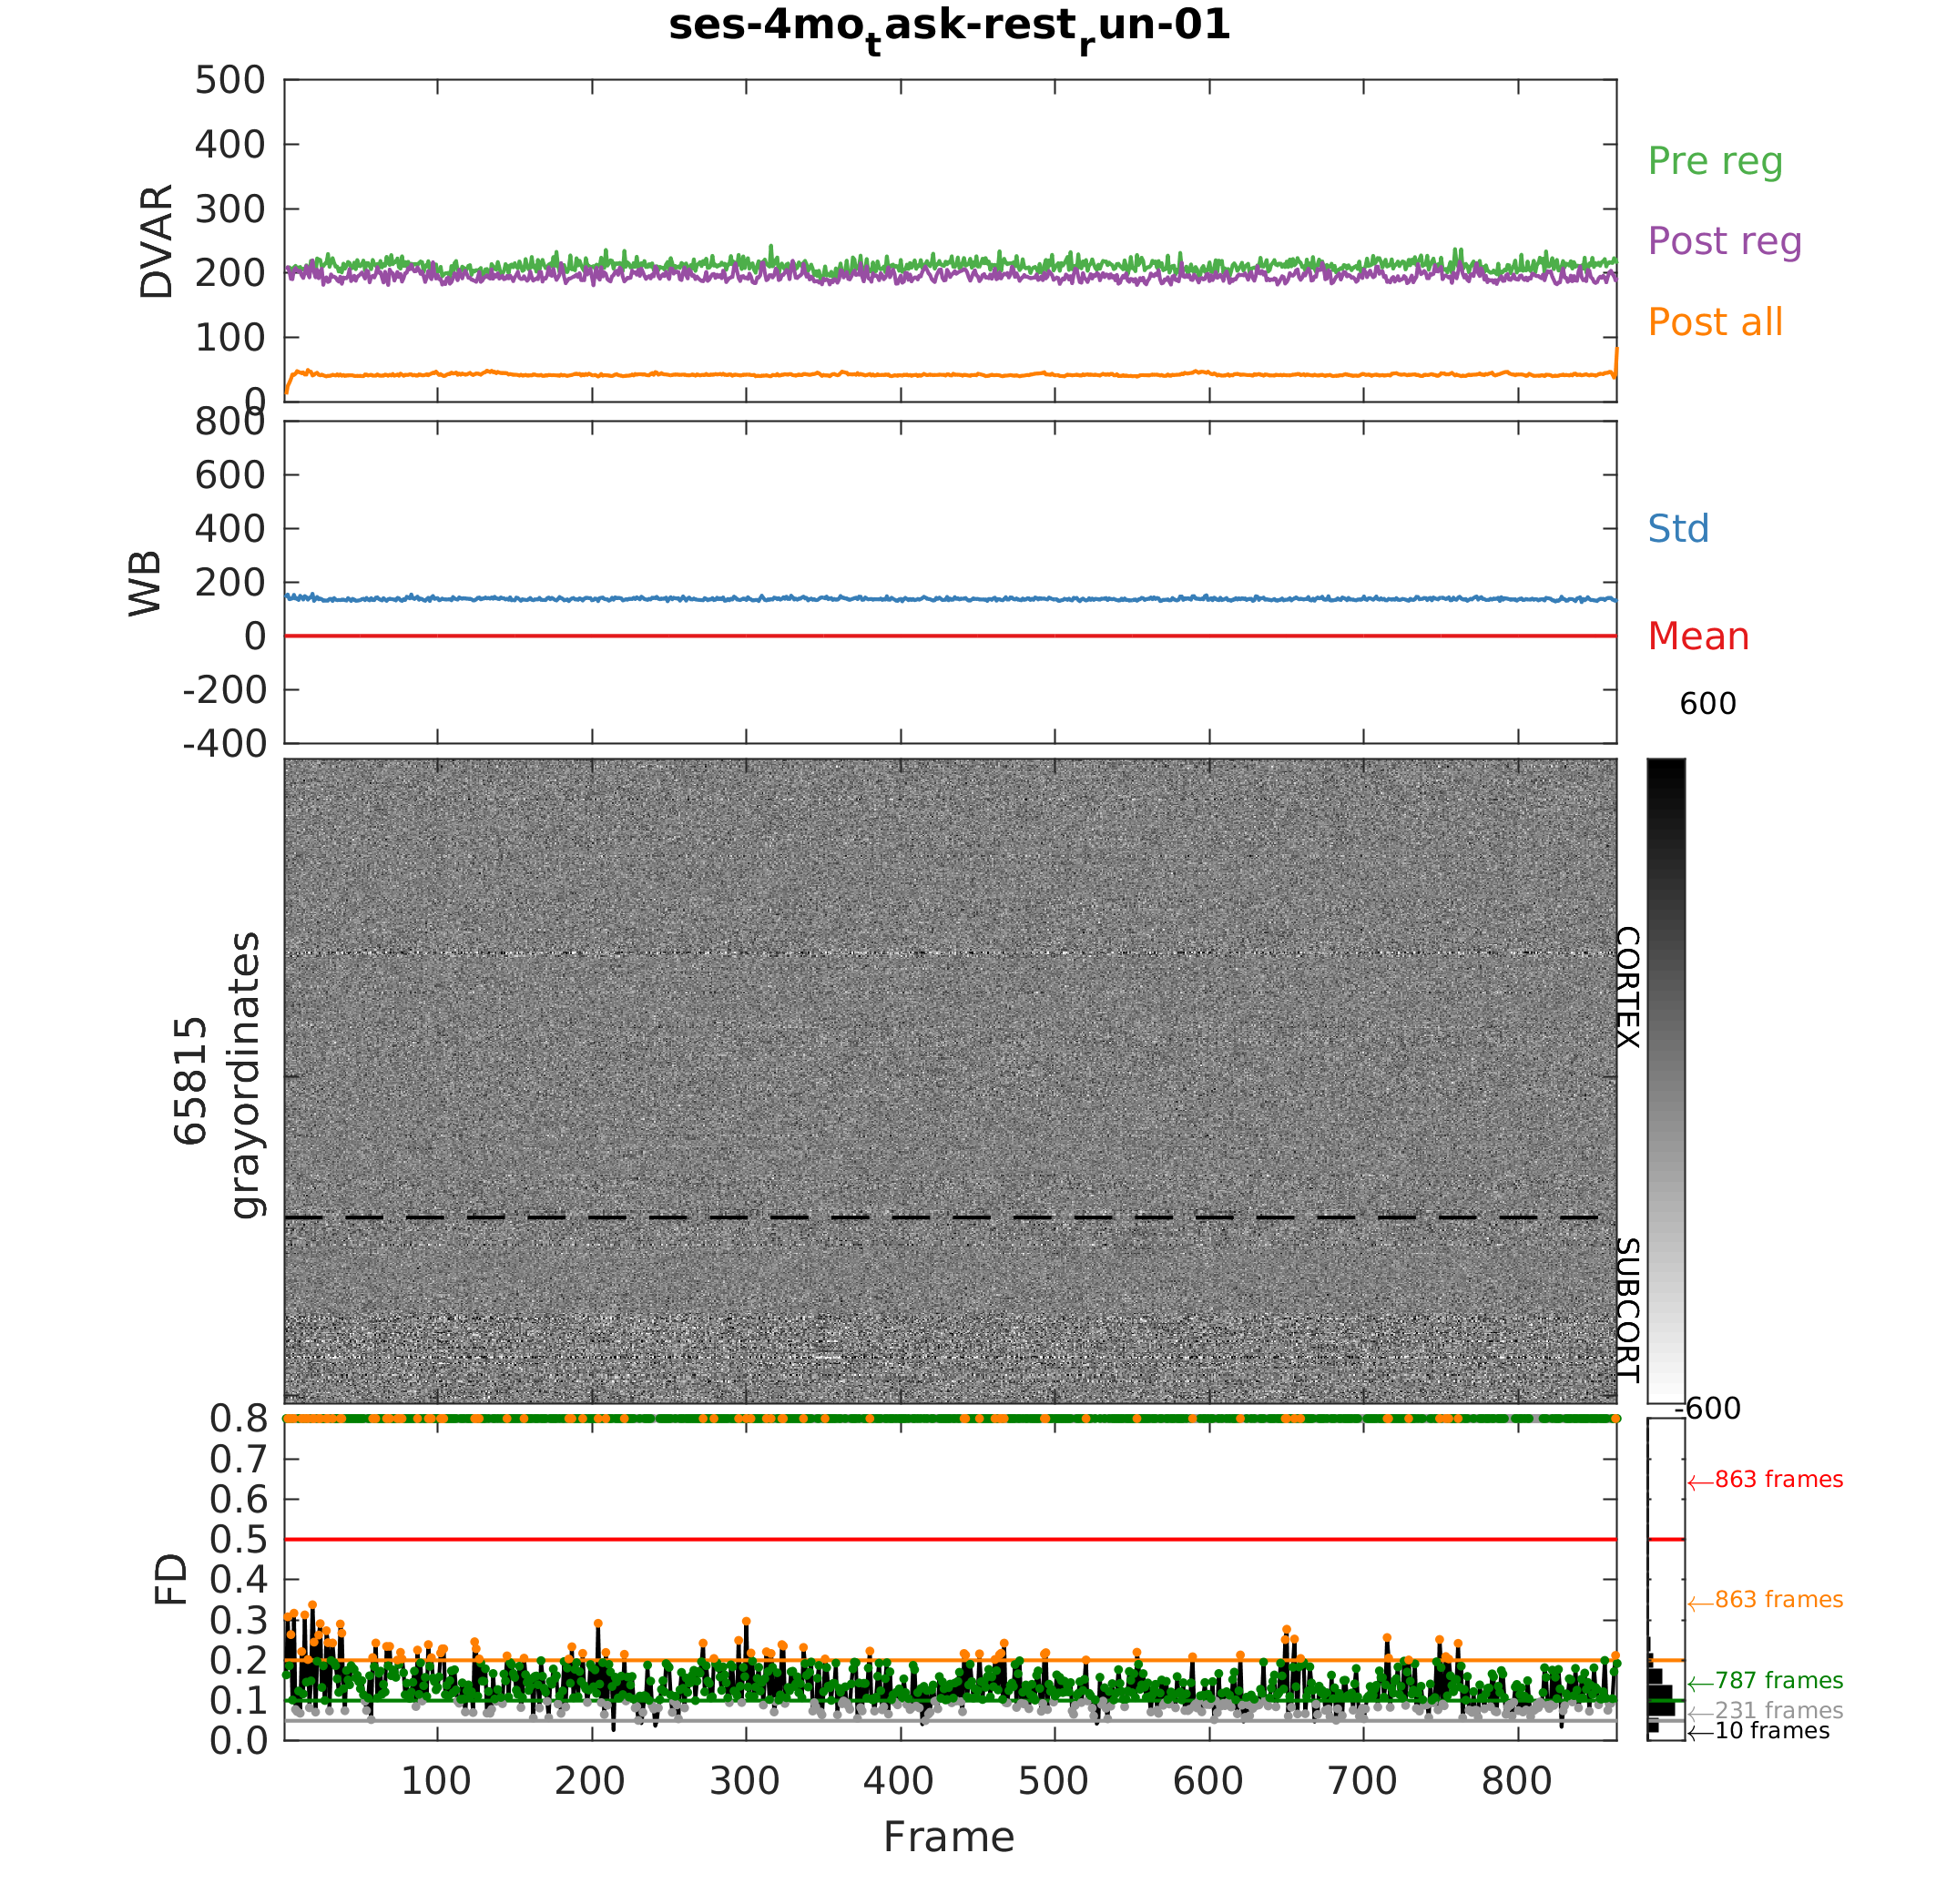 ses-4mo_task-rest_run-01
500
400
300
200
100
0
DVAR
Pre reg
Post reg
Post all
800
600
400
200
0
-200
-400
WB
Std
Mean
600
65815
grayordinates
CORTEX
SUBCORT
-600
0.8
0.7
0.6
0.5
0.4
0.3
0.2
0.1
0.0
FD
←863 frames
←863 frames
←787 frames
←231 frames
←10 frames
100 200 300 400 500 600 700 800
Frame